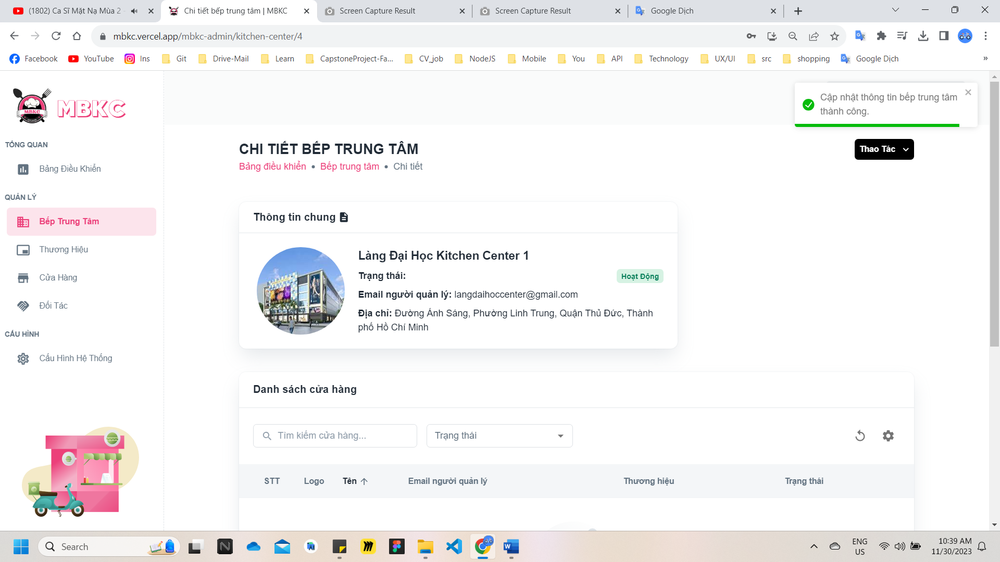 (1802) Ca Sĩ Mặt Nạ Mùa 2
Chi tiết bếp trung tâm | MBKC
Screen Capture Result
Screen Capture Result
Google Dịch
mbkc.vercel.app/mbkc-admin/kitchen-center/4
Facebook
YouTube
Ins
Git
Drive-Mail
Learn
CapstoneProject-Fa...
CV_job
NodeJS
Mobile
You
API
Technology
UX/UI
src
shopping
Google Dịch
»
MBKC
MBKC
TỔNG QUAN
Bảng Điều Khiển
QUẢN LÝ
Bếp Trung Tâm
Thương Hiệu
Cửa Hàng
Đối Tác
CẤU HÌNH
Cấu Hình Hệ Thống
Cập nhật thông tin bếp trung tâm
thành công.
CHI TIẾT BẾP TRUNG TÂM
Bảng điều khiển • Bếp trung tâm • Chi tiết
Thao Tác
Thông tin chung
Làng Đại Học Kitchen Center 1
Trạng thái: Hoạt Động
Email người quản lý: langdaihoccenter@gmail.com
Địa chỉ: Đường Ánh Sáng, Phường Linh Trung, Quận Thủ Đức, Thành
phố Hồ Chí Minh
Danh sách cửa hàng
Tìm kiếm cửa hàng...
Trạng thái
STT Logo Tên Email người quản lý Thương hiệu Trạng thái
Search
ENG
US
10:39 AM
11/30/2023